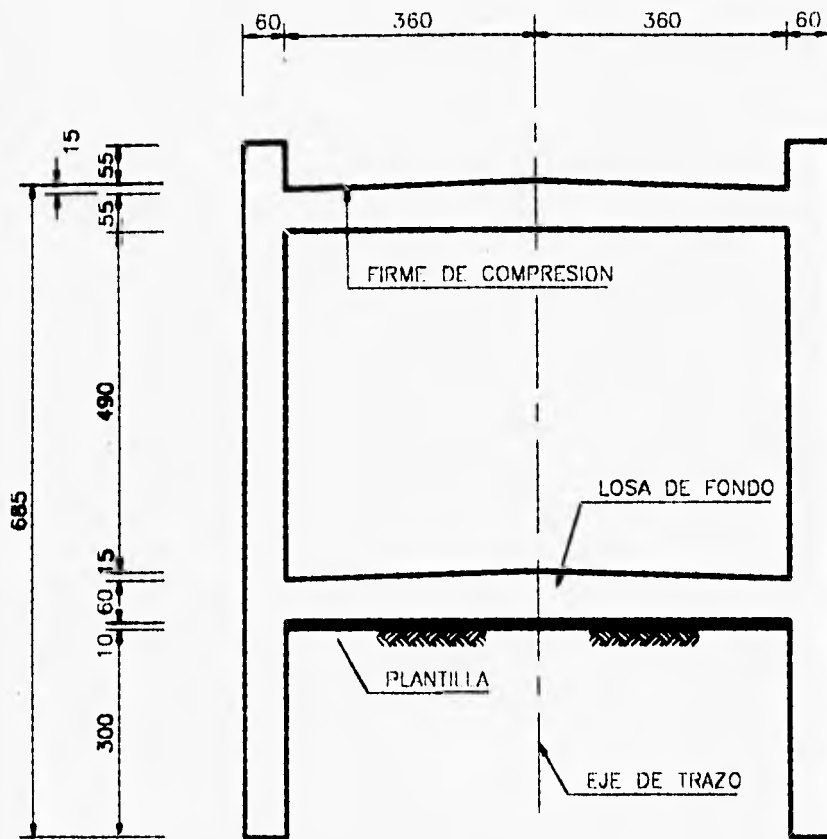 60 360 360 60
15
55
55
FIRME DE COMPRESION
490
LOSA DE FONDO
685
15
60
10
PLANTILLA
300
EJE DE TRAZO